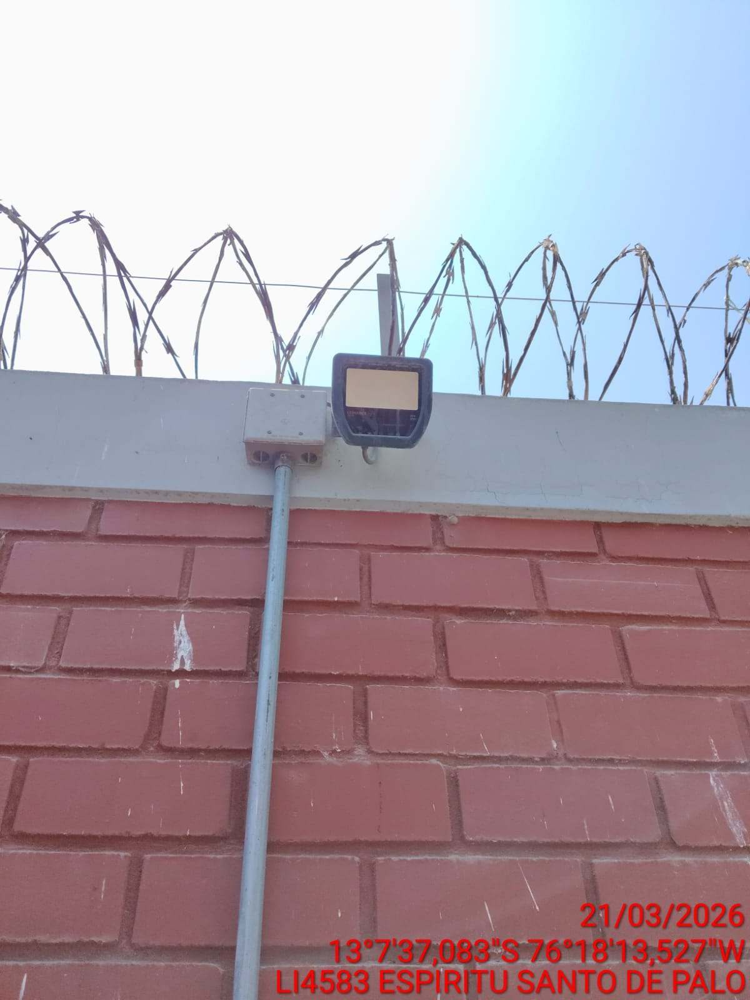 21/03/2026
13°7'37,083"S 76°18'13,527"W
LI4583 ESPIRITU SANTO DE PALO